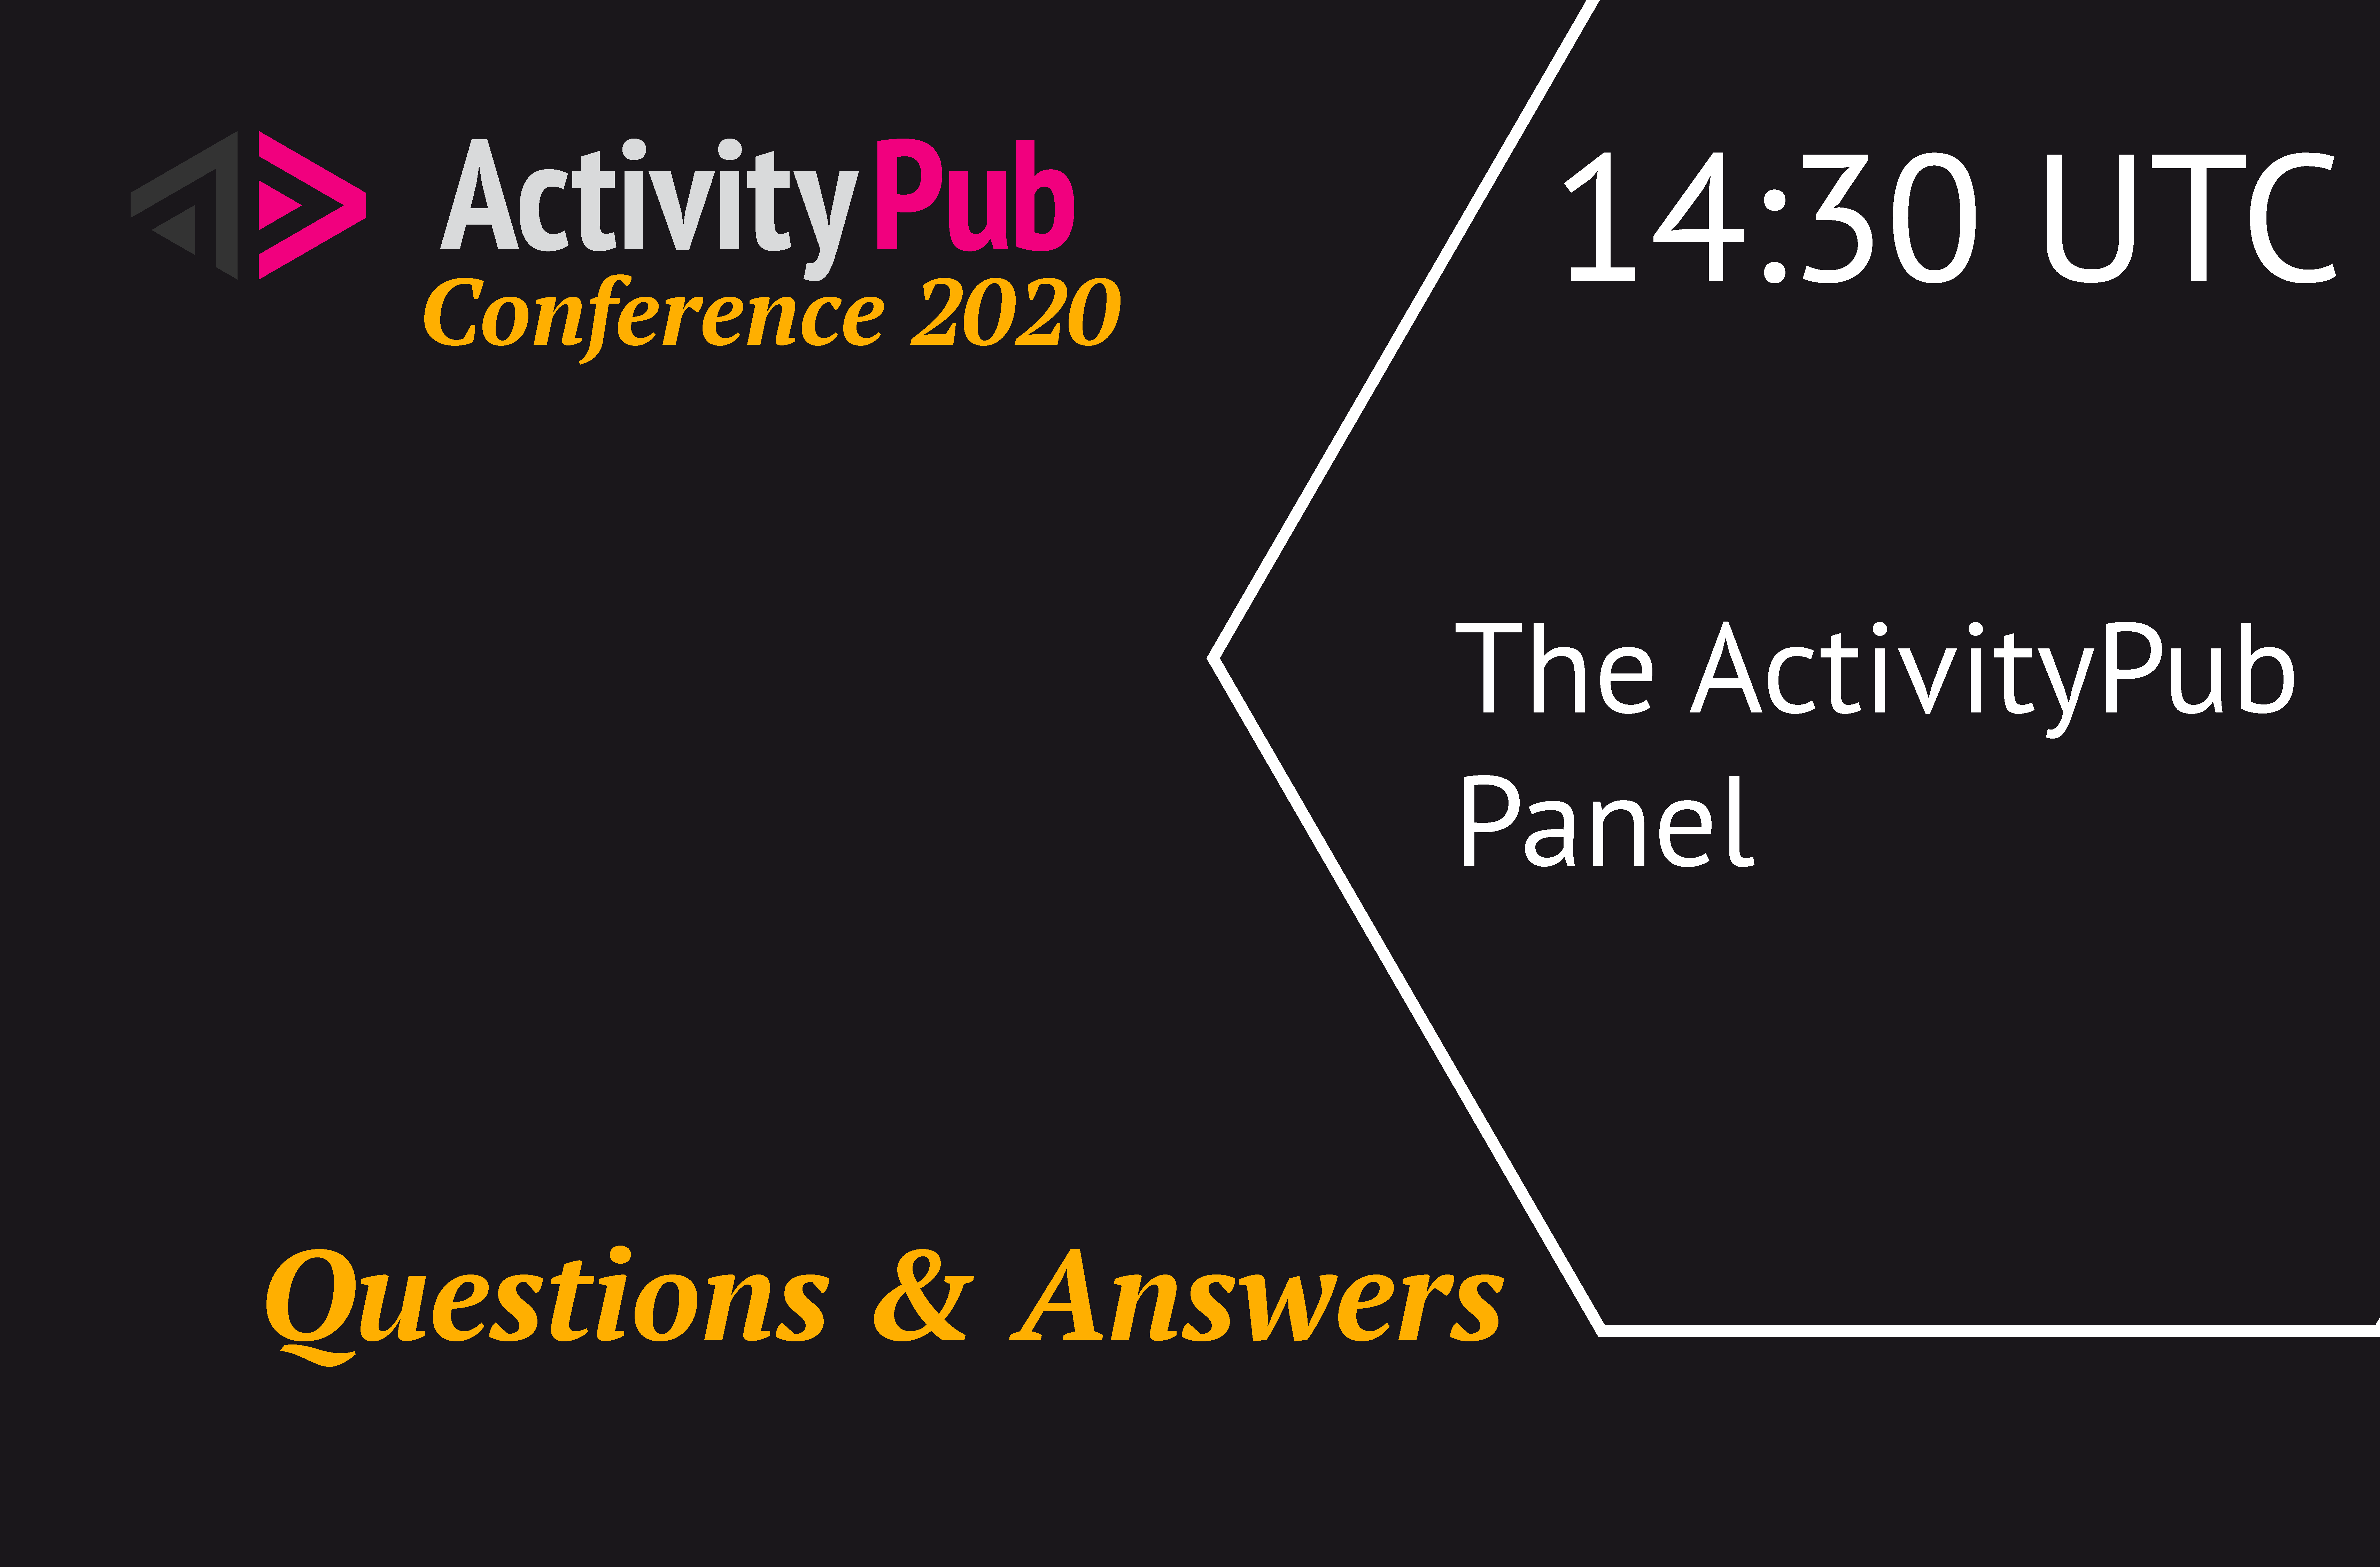 ActivityPub
Conference 2020
14:30 UTC
The ActivityPub
Panel
Questions & Answers